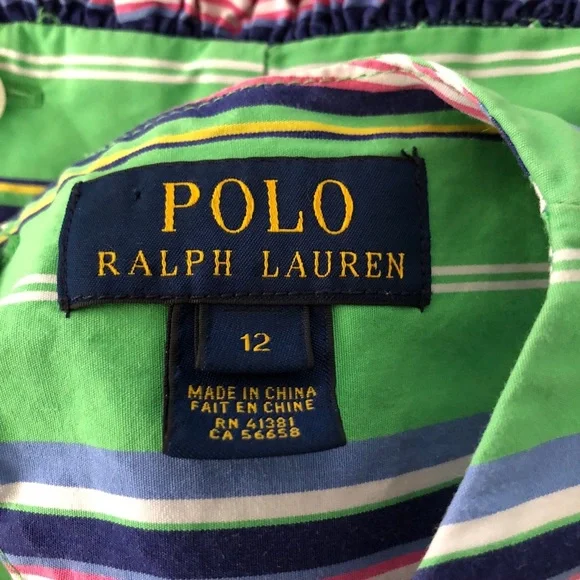 POLO
RALPH LAUREN
12
MADE IN CHINA
FAIT EN CHINE
RN 41381
CA 56658